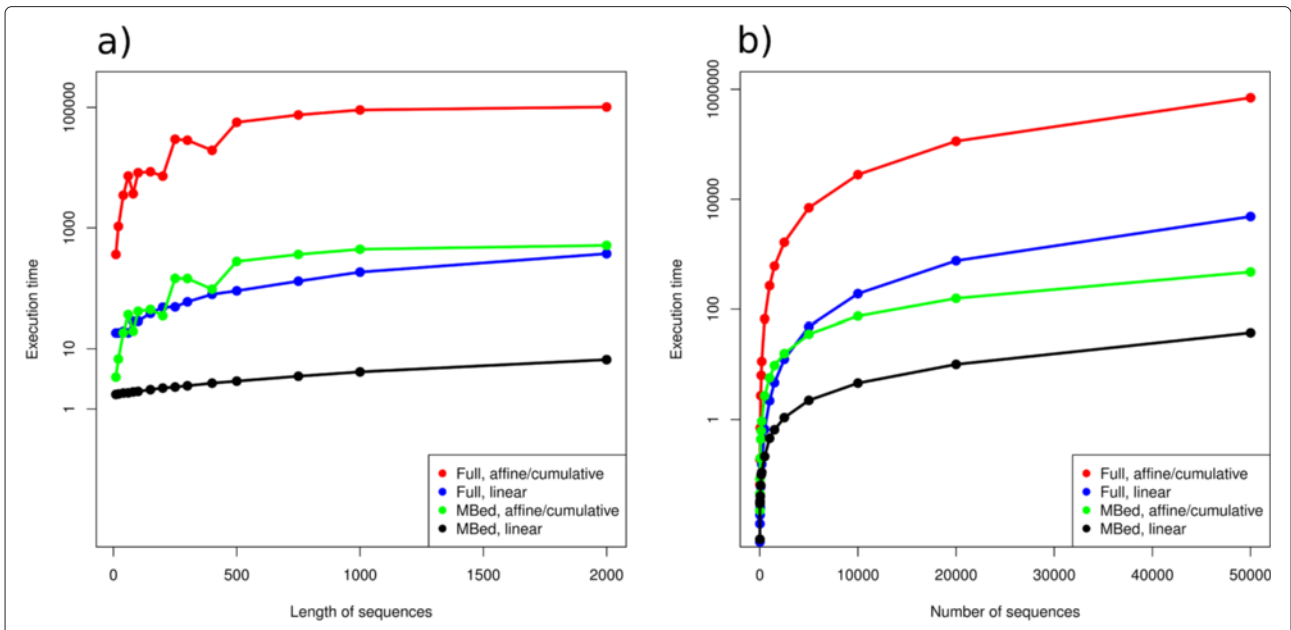 a)
Execution time
100000
1000
10
1
0
500
1000
1500
2000
Length of sequences
Full, affine/cumulative
Full, linear
MBed, affine/cumulative
MBed, linear
b)
Execution time
1000000
10000
100
1
0
10000
20000
30000
40000
50000
Number of sequences
Full, affine/cumulative
Full, linear
MBed, affine/cumulative
MBed, linear